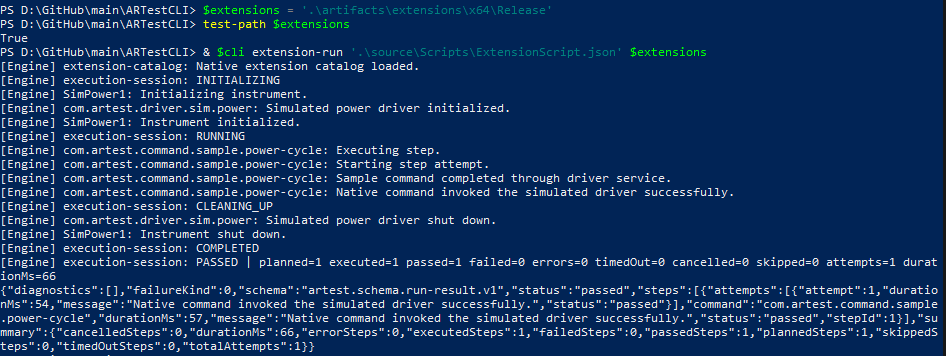 PS D:\GitHub\main\ARTestCLI> $extensions = '.\artifacts\extensions\x64\Release'
PS D:\GitHub\main\ARTestCLI> test-path $extensions
True
PS D:\GitHub\main\ARTestCLI> & $cli extension-run '.\source\Scripts\ExtensionScript.json' $extensions
[Engine] extension-catalog: Native extension catalog loaded.
[Engine] execution-session: INITIALIZING
[Engine] SimPower1: Initializing instrument.
[Engine] com.artest.driver.sim.power: Simulated power driver initialized.
[Engine] SimPower1: Instrument initialized.
[Engine] execution-session: RUNNING
[Engine] com.artest.command.sample.power-cycle: Executing step.
[Engine] com.artest.command.sample.power-cycle: Starting step attempt.
[Engine] com.artest.command.sample.power-cycle: Sample command completed through driver service.
[Engine] com.artest.command.sample.power-cycle: Native command invoked the simulated driver successfully.
[Engine] execution-session: CLEANING_UP
[Engine] com.artest.driver.sim.power: Simulated power driver shut down.
[Engine] SimPower1: Instrument shut down.
[Engine] execution-session: COMPLETED
[Engine] execution-session: PASSED | planned=1 executed=1 passed=1 failed=0 errors=0 timedOut=0 cancelled=0 skipped=0 attempts=1 durat
ionMs=66
{"diagnostics":[],"failureKind":0,"schema":"artest.schema.run-result.v1","status":"passed","steps":[{"attempts":[{"attempt":1,"duratio
nMs":54,"message":"Native command invoked the simulated driver successfully.","status":"passed"}],"command":"com.artest.command.sample
.power-cycle","durationMs":57,"message":"Native command invoked the simulated driver successfully.","status":"passed","stepId":1}],"su
mmary":{"cancelledSteps":0,"durationMs":66,"errorSteps":0,"executedSteps":1,"failedSteps":0,"passedSteps":1,"plannedSteps":1,"skippedS
teps":0,"timedOutSteps":0,"totalAttempts":1}}